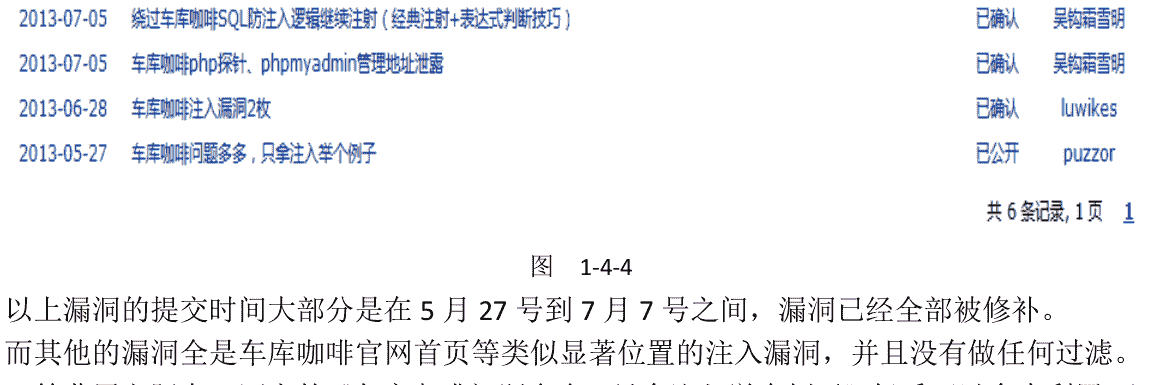 2013-07-05 绕过车库咖啡SQL防注入逻辑继续注射(经典注射+表达式判断技巧) 已确认 吴钩霜雪明
2013-07-05 车库咖啡php探针、phpmyadmin管理地址泄露 已确认 吴钩霜雪明
2013-06-28 车库咖啡注入漏洞2枚 已确认 luwikes
2013-05-27 车库咖啡问题多多,只拿注入举个例子 已公开 puzzor
共 6 条记录, 1 页 1
图 1-4-4
以上漏洞的提交时间大部分是在 5 月 27 号到 7 月 7 号之间，漏洞已经全部被修补。
而其他的漏洞全是车库咖啡官网首页等类似显著位置的注入漏洞，并且没有做任何过滤。